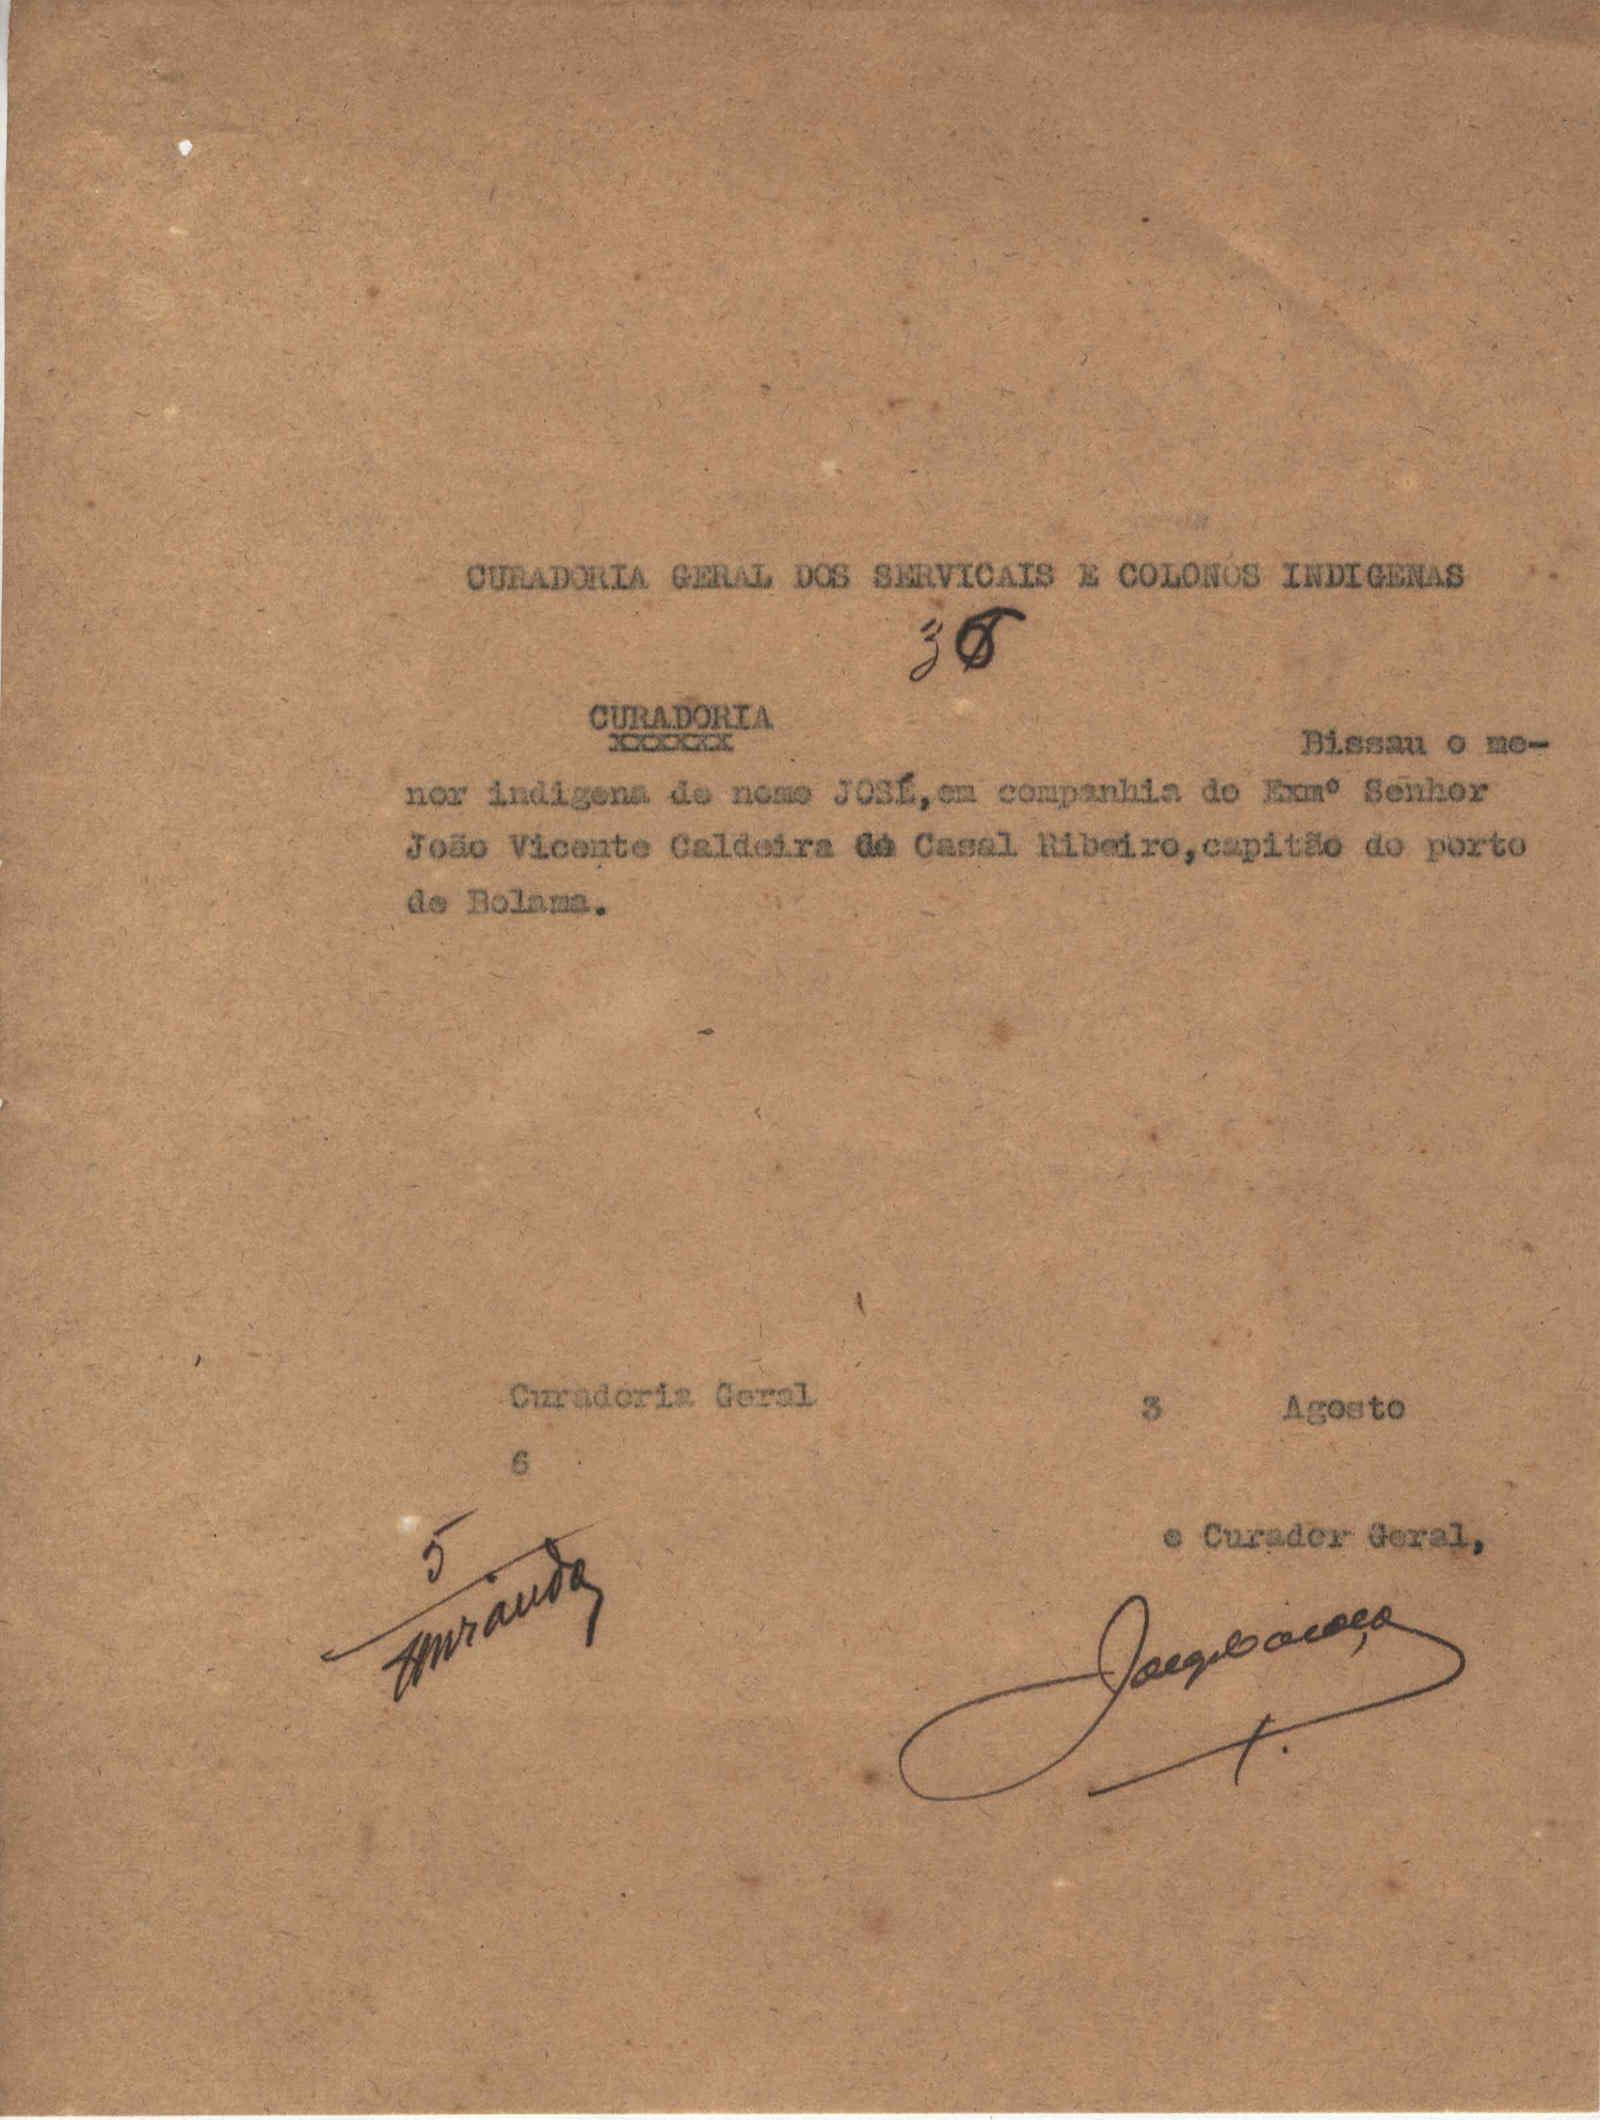 CURADORIA GERAL DOS SERVICAIS E COLONOS INDIGENAS
36
CURADORIA
xxxxxx
Bissau o me-
nor indigena de nome JOSÉ,em companhia do Exmº Senhor
João Vicente Caldeira do Casal Ribeiro,capitão do porto
de Bolama.
Curadoria Geral 3 Agosto
6
o Curador Geral,
5
Miranda